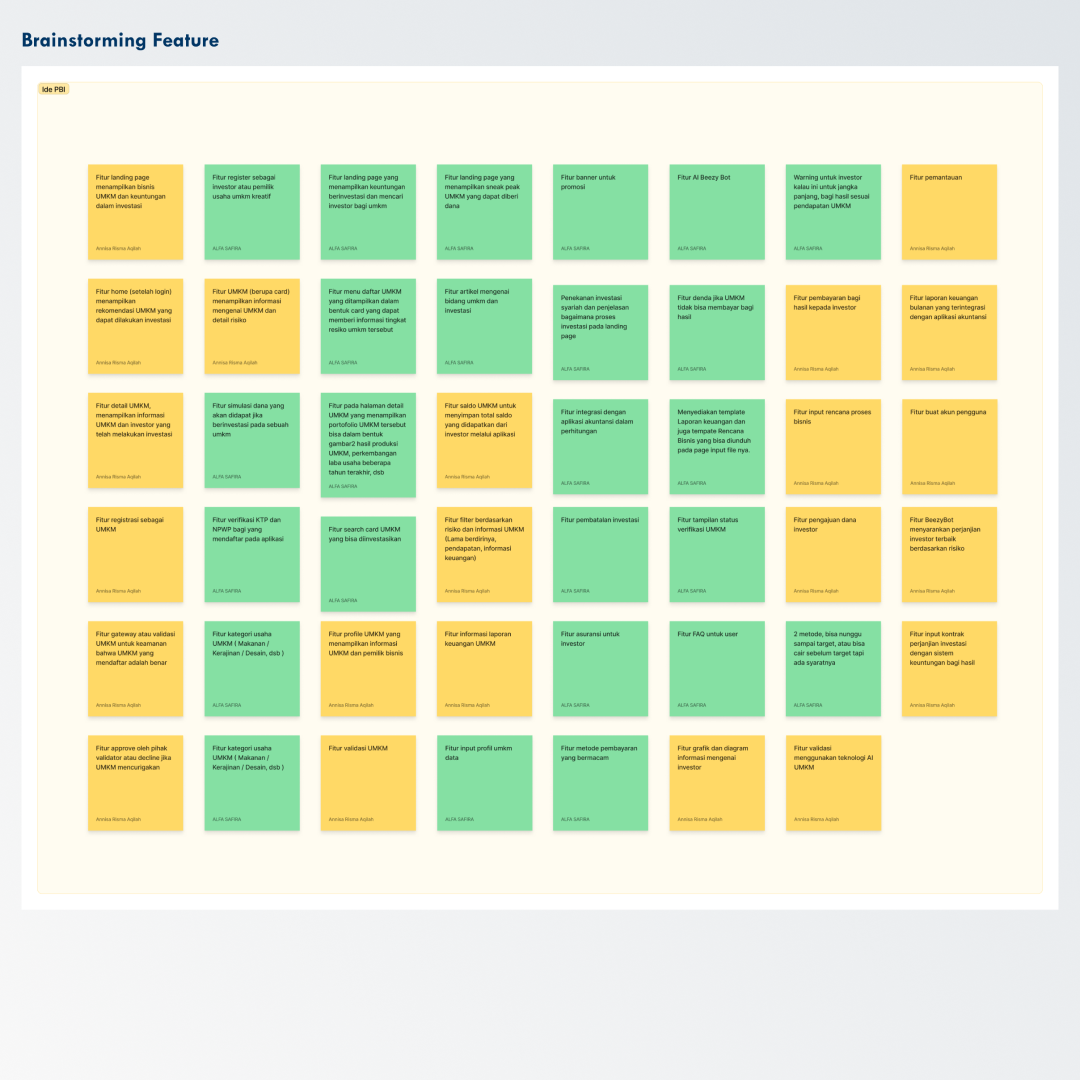 Brainstorming Feature
Ide PBI
Fitur landing page
menampilkan bisnis
UMKM dan keuntungan
dalam investasi
Annisa Risma Aqilah
Fitur register sebagai
investor atau pemilik
usaha umkm kreatif
ALFA SAFIRA
Fitur landing page yang
menampilkan keuntungan
berinvestasi dan mencari
investor bagi umkm
ALFA SAFIRA
Fitur landing page yang
menampilkan sneak peak
UMKM yang dapat diberi
dana
ALFA SAFIRA
Fitur banner untuk
promosi
ALFA SAFIRA
Fitur AI Beezy Bot
ALFA SAFIRA
Warning untuk investor
kalau ini untuk jangka
panjang, bagi hasil sesuai
pendapatan UMKM
ALFA SAFIRA
Fitur pemantauan
Annisa Risma Aqilah
Fitur home (setelah login)
menampilkan
rekomendasi UMKM yang
dapat dilakukan investasi
Annisa Risma Aqilah
Fitur UMKM (berupa card)
menampilkan informasi
mengenai UMKM dan
detail risiko
Annisa Risma Aqilah
Fitur menu daftar UMKM
yang ditampilkan dalam
bentuk card yang dapat
memberi informasi tingkat
resiko umkm tersebut
ALFA SAFIRA
Fitur artikel mengenai
bidang umkm dan
investasi
ALFA SAFIRA
Penekanan investasi
syariah dan penjelasan
bagaimana proses
investasi pada landing
page
ALFA SAFIRA
Fitur denda jika UMKM
tidak bisa membayar bagi
hasil
ALFA SAFIRA
Fitur pembayaran bagi
hasil kepada investor
Annisa Risma Aqilah
Fitur laporan keuangan
bulanan yang terintegrasi
dengan aplikasi akuntansi
Annisa Risma Aqilah
Fitur detail UMKM,
menampilkan informasi
UMKM dan investor yang
telah melakukan investasi
Annisa Risma Aqilah
Fitur simulasi dana yang
akan didapat jika
berinvestasi pada sebuah
umkm
ALFA SAFIRA
Fitur pada halaman detail
UMKM yang menampilkan
portofolio UMKM tersebut
bisa dalam bentuk
gambar2 hasil produksi
UMKM, perkembangan
laba usaha beberapa
tahun terakhir, dsb
ALFA SAFIRA
Fitur saldo UMKM untuk
menyimpan total saldo
yang didapatkan dari
investor melalui aplikasi
Annisa Risma Aqilah
Fitur integrasi dengan
aplikasi akuntansi dalam
perhitungan
ALFA SAFIRA
Menyediakan template
Laporan keuangan dan
juga tempate Rencana
Bisnis yang bisa diunduh
pada page input file nya.
ALFA SAFIRA
Fitur input rencana proses
bisnis
Annisa Risma Aqilah
Fitur buat akun pengguna
Annisa Risma Aqilah
Fitur registrasi sebagai
UMKM
Annisa Risma Aqilah
Fitur verifikasi KTP dan
NPWP bagi yang
mendaftar pada aplikasi
ALFA SAFIRA
Fitur search card UMKM
yang bisa diinvestasikan
ALFA SAFIRA
Fitur filter berdasarkan
risiko dan informasi UMKM
(Lama berdirinya,
pendapatan, informasi
keuangan)
Annisa Risma Aqilah
Fitur pembatalan investasi
ALFA SAFIRA
Fitur tampilan status
verifikasi UMKM
ALFA SAFIRA
Fitur pengajuan dana
investor
Annisa Risma Aqilah
Fitur BeezyBot
menyarankan perjanjian
investor terbaik
berdasarkan risiko
Annisa Risma Aqilah
Fitur gateway atau validasi
UMKM untuk keamanan
bahwa UMKM yang
mendaftar adalah benar
Annisa Risma Aqilah
Fitur kategori usaha
UMKM ( Makanan /
Kerajinan / Desain, dsb )
ALFA SAFIRA
Fitur profile UMKM yang
menampilkan informasi
UMKM dan pemilik bisnis
Annisa Risma Aqilah
Fitur informasi laporan
keuangan UMKM
Annisa Risma Aqilah
Fitur asuransi untuk
investor
ALFA SAFIRA
Fitur FAQ untuk user
ALFA SAFIRA
2 metode, bisa nunggu
sampai target, atau bisa
cair sebelum target tapi
ada syaratnya
ALFA SAFIRA
Fitur input kontrak
perjanjian investasi
dengan sistem
keuntungan bagi hasil
Annisa Risma Aqilah
Fitur approve oleh pihak
validator atau decline jika
UMKM mencurigakan
Annisa Risma Aqilah
Fitur kategori usaha
UMKM ( Makanan /
Kerajinan / Desain, dsb )
ALFA SAFIRA
Fitur validasi UMKM
Annisa Risma Aqilah
Fitur input profil umkm
data
ALFA SAFIRA
Fitur metode pembayaran
yang bermacam
ALFA SAFIRA
Fitur grafik dan diagram
informasi mengenai
investor
Annisa Risma Aqilah
Fitur validasi
menggunakan teknologi AI
UMKM
Annisa Risma Aqilah